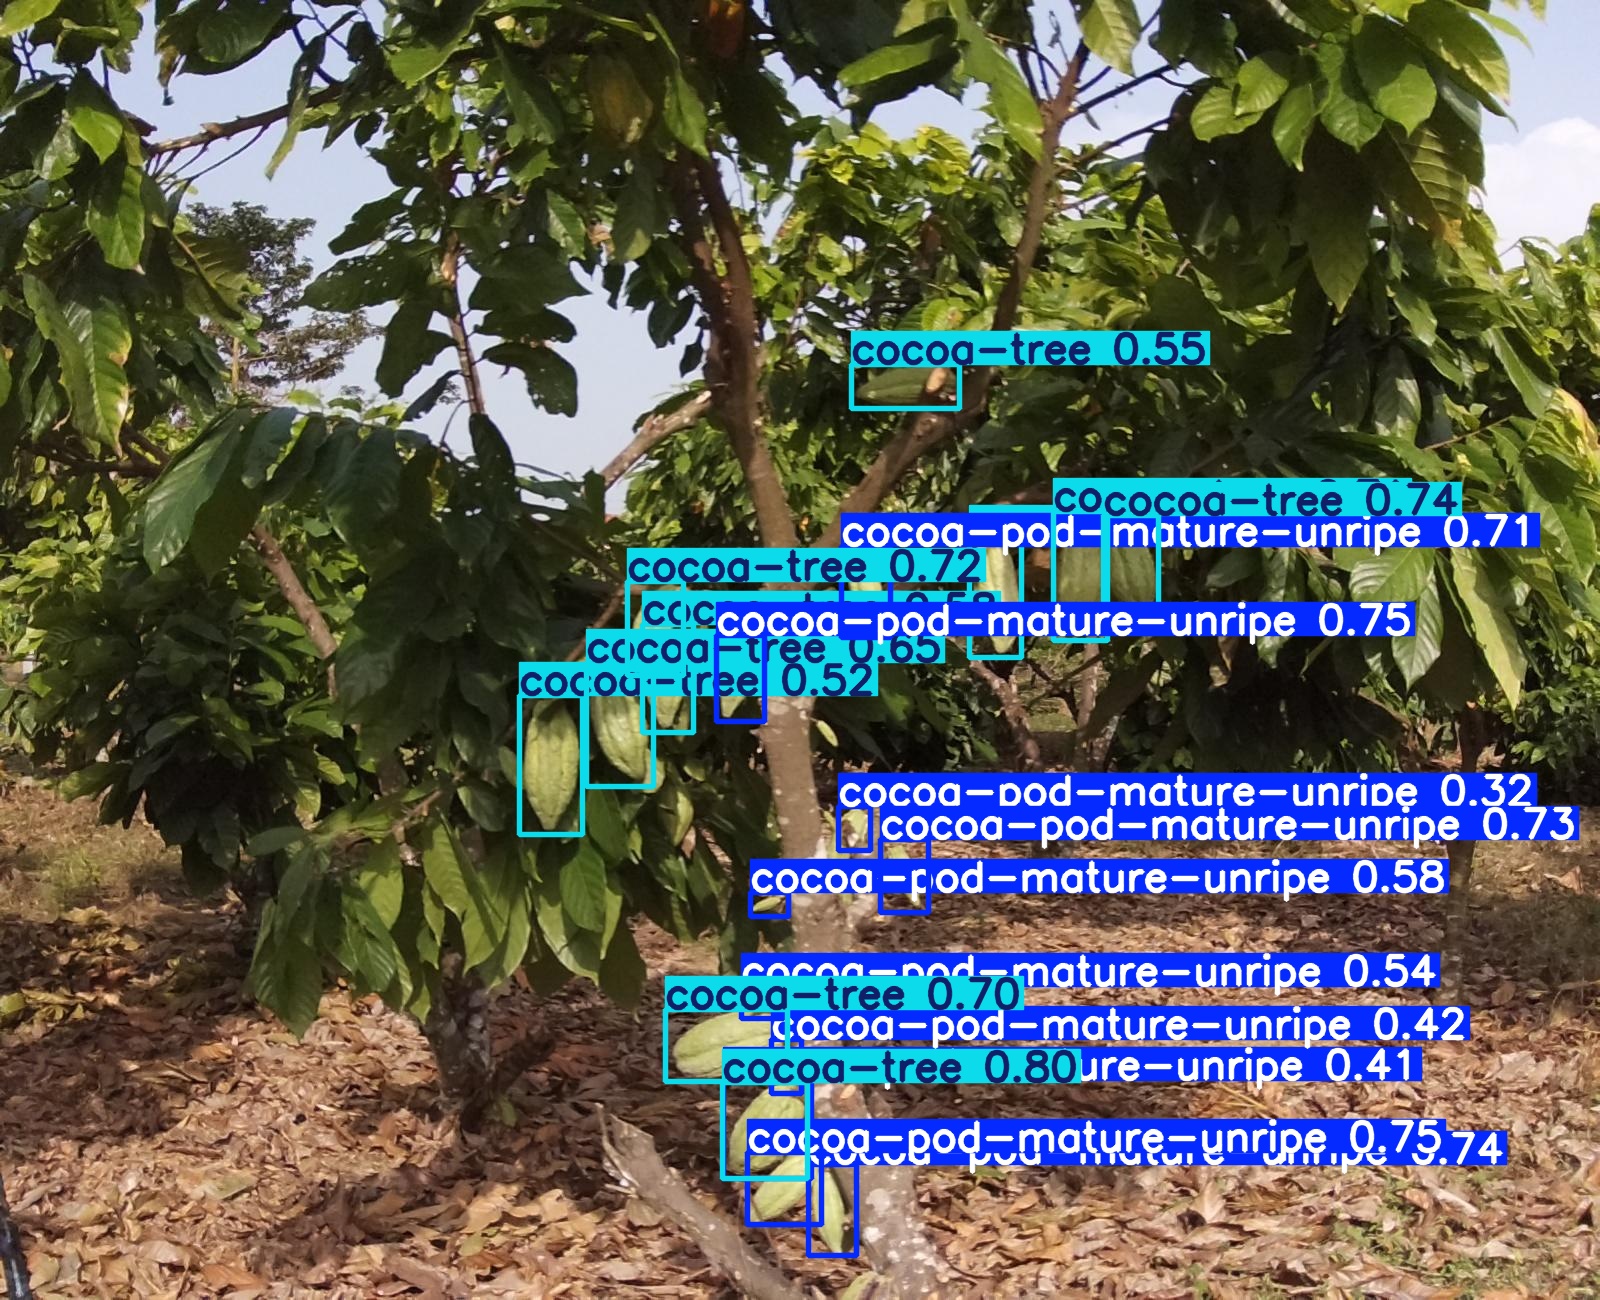 cocoa-tree 0.55
co
cocoa-tree 0.74
cocoa-pod-mature-unripe 0.71
cocoa-tree 0.72
cocoa-pod-mature-unripe 0.75
cocoa-tree 0.65
cocoa-tree 0.52
cocoa-pod-mature-unripe 0.32
cocoa-pod-mature-unripe 0.73
cocoa-pod-mature-unripe 0.58
cocoa-pod-mature-unripe 0.54
cocoa-tree 0.70
cocoa-pod-mature-unripe 0.42
cocoa-tree 0.80
ure-unripe 0.41
cocoa-pod-mature-unripe 0.75